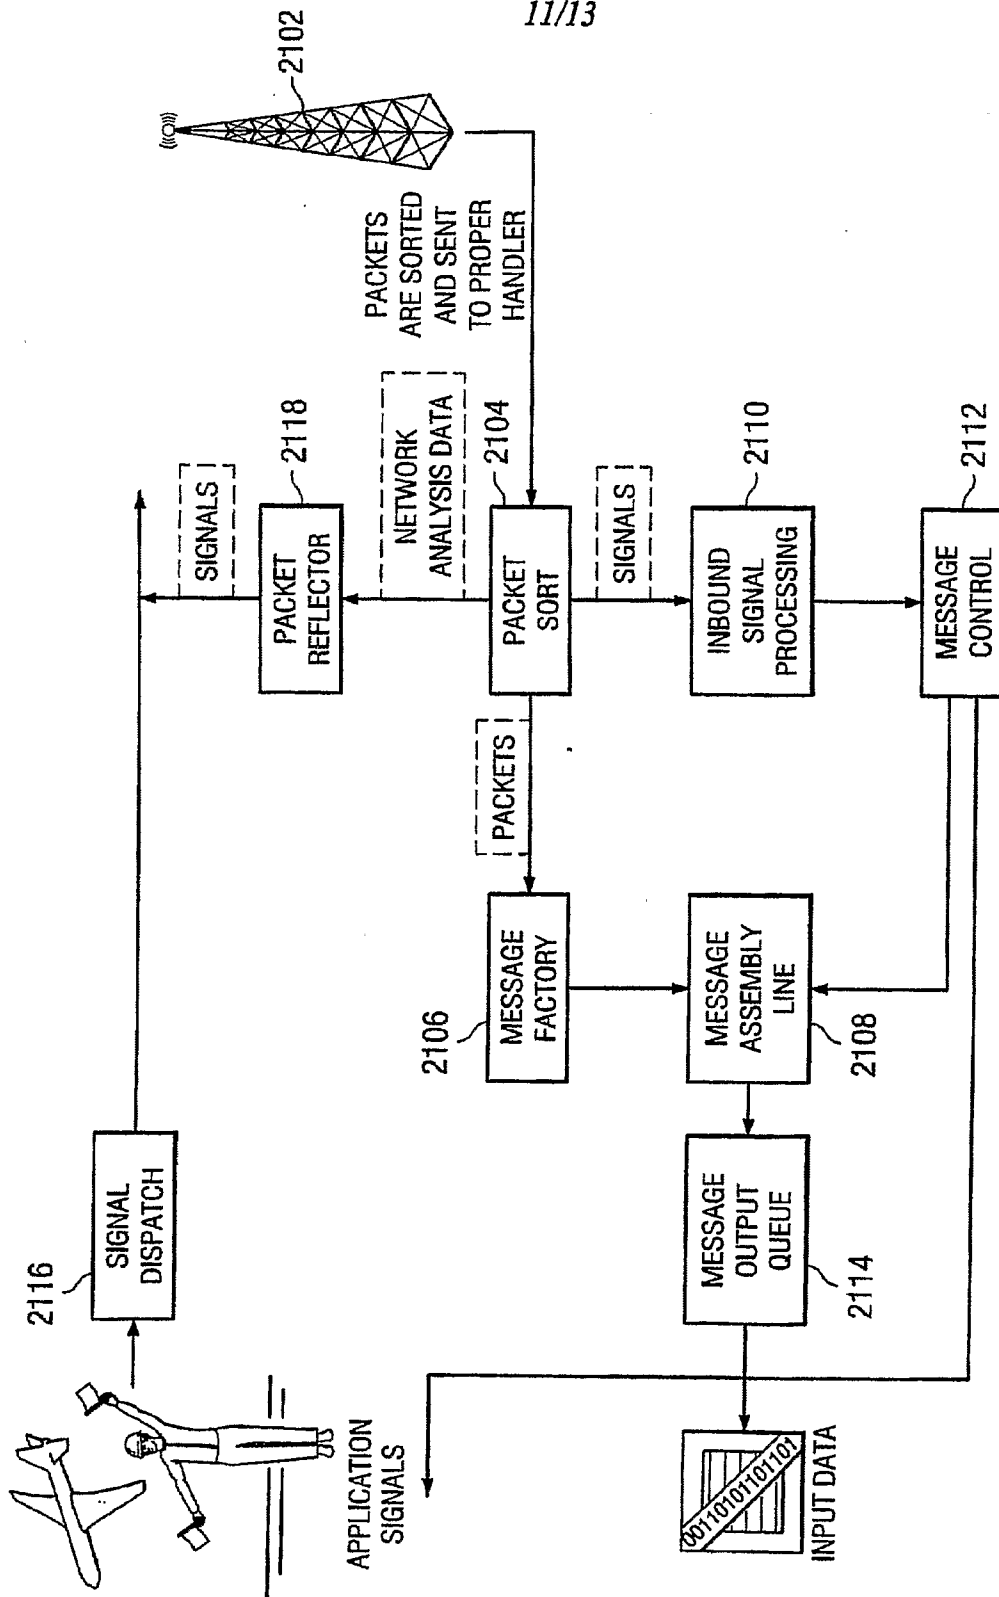 11/13
2102
PACKETS
ARE SORTED
AND SENT
TO PROPER
HANDLER
SIGNALS
2118
PACKET
REFLECTOR
NETWORK
ANALYSIS DATA
2104
PACKET
SORT
SIGNALS
2110
INBOUND
SIGNAL
PROCESSING
2112
MESSAGE
CONTROL
PACKETS
2106
MESSAGE
FACTORY
MESSAGE
ASSEMBLY
LINE
2108
2116
SIGNAL
DISPATCH
MESSAGE
OUTPUT
QUEUE
2114
APPLICATION
SIGNALS
00110101101101
INPUT DATA